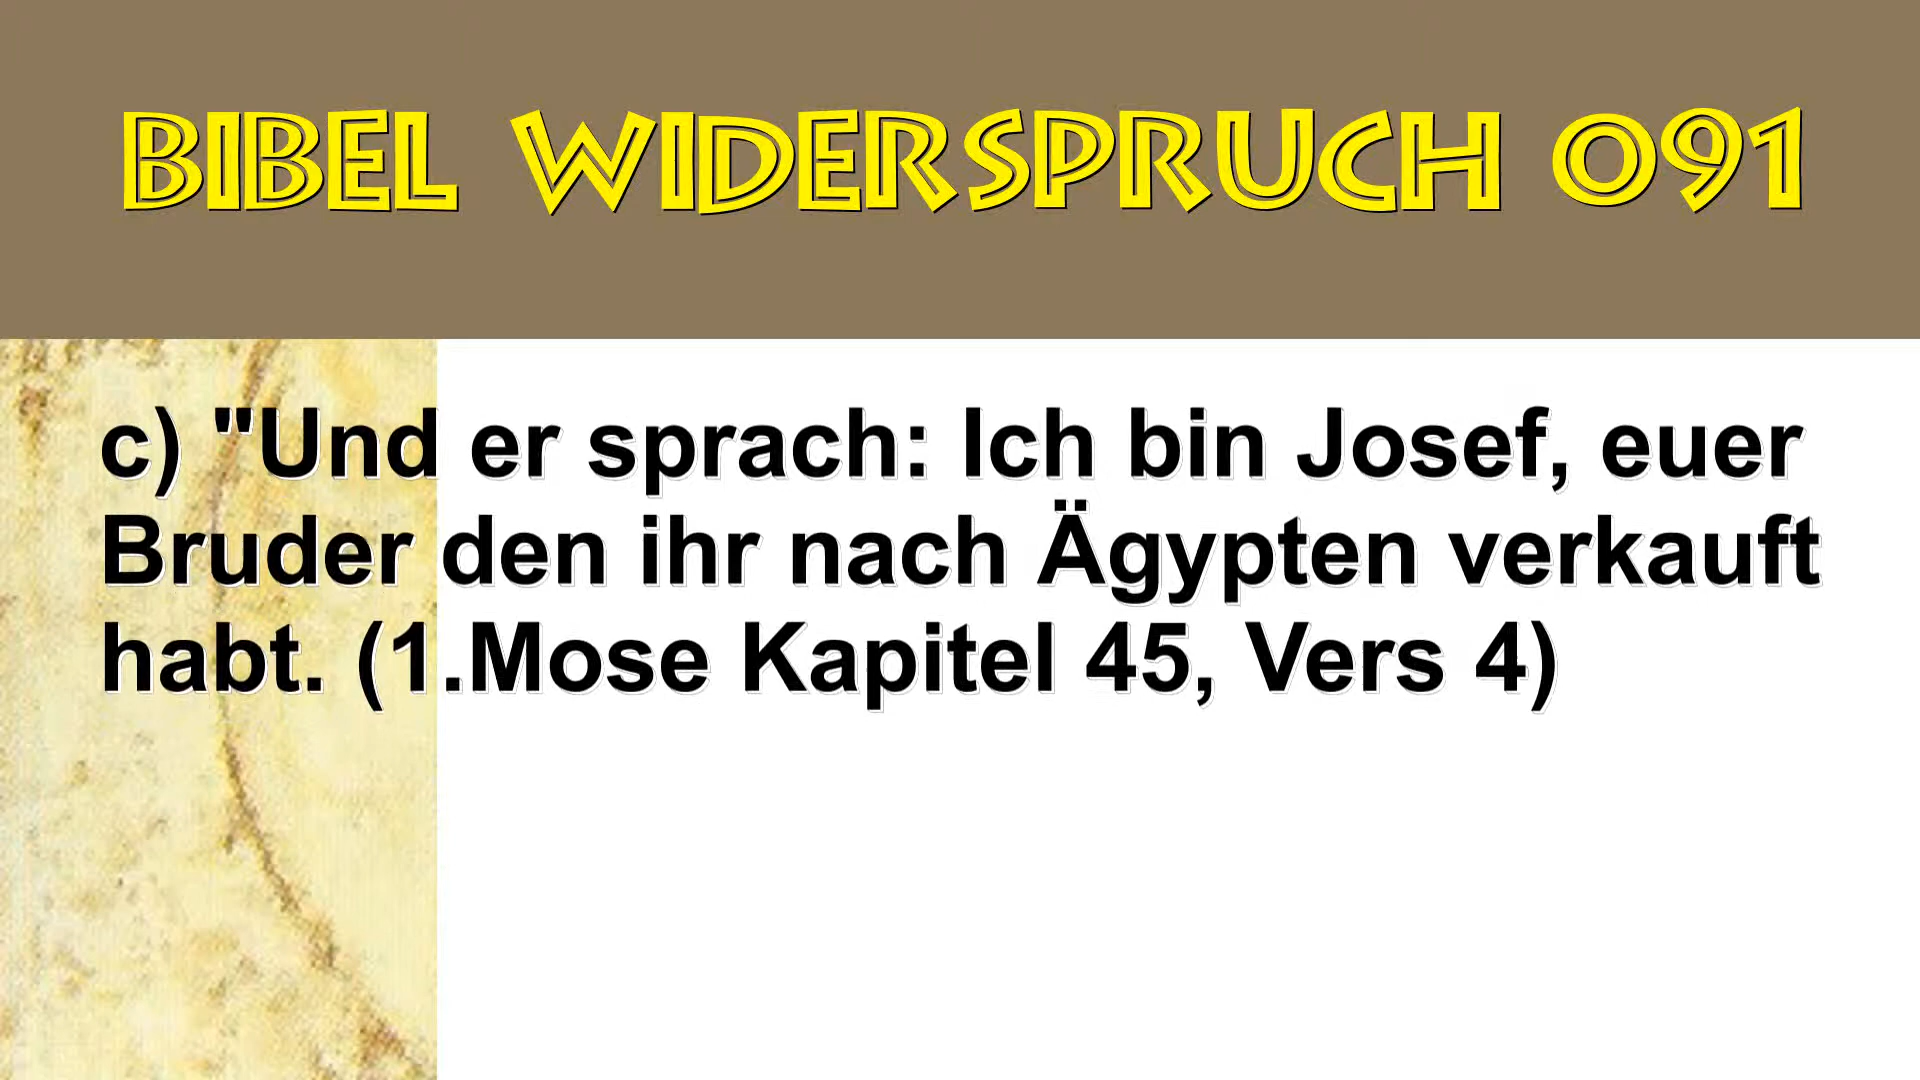 BIBEL WIDERSPRUCH 091
c) "Und er sprach: Ich bin Josef, euer
Bruder den ihr nach Ägypten verkauft
habt. (1.Mose Kapitel 45, Vers 4)